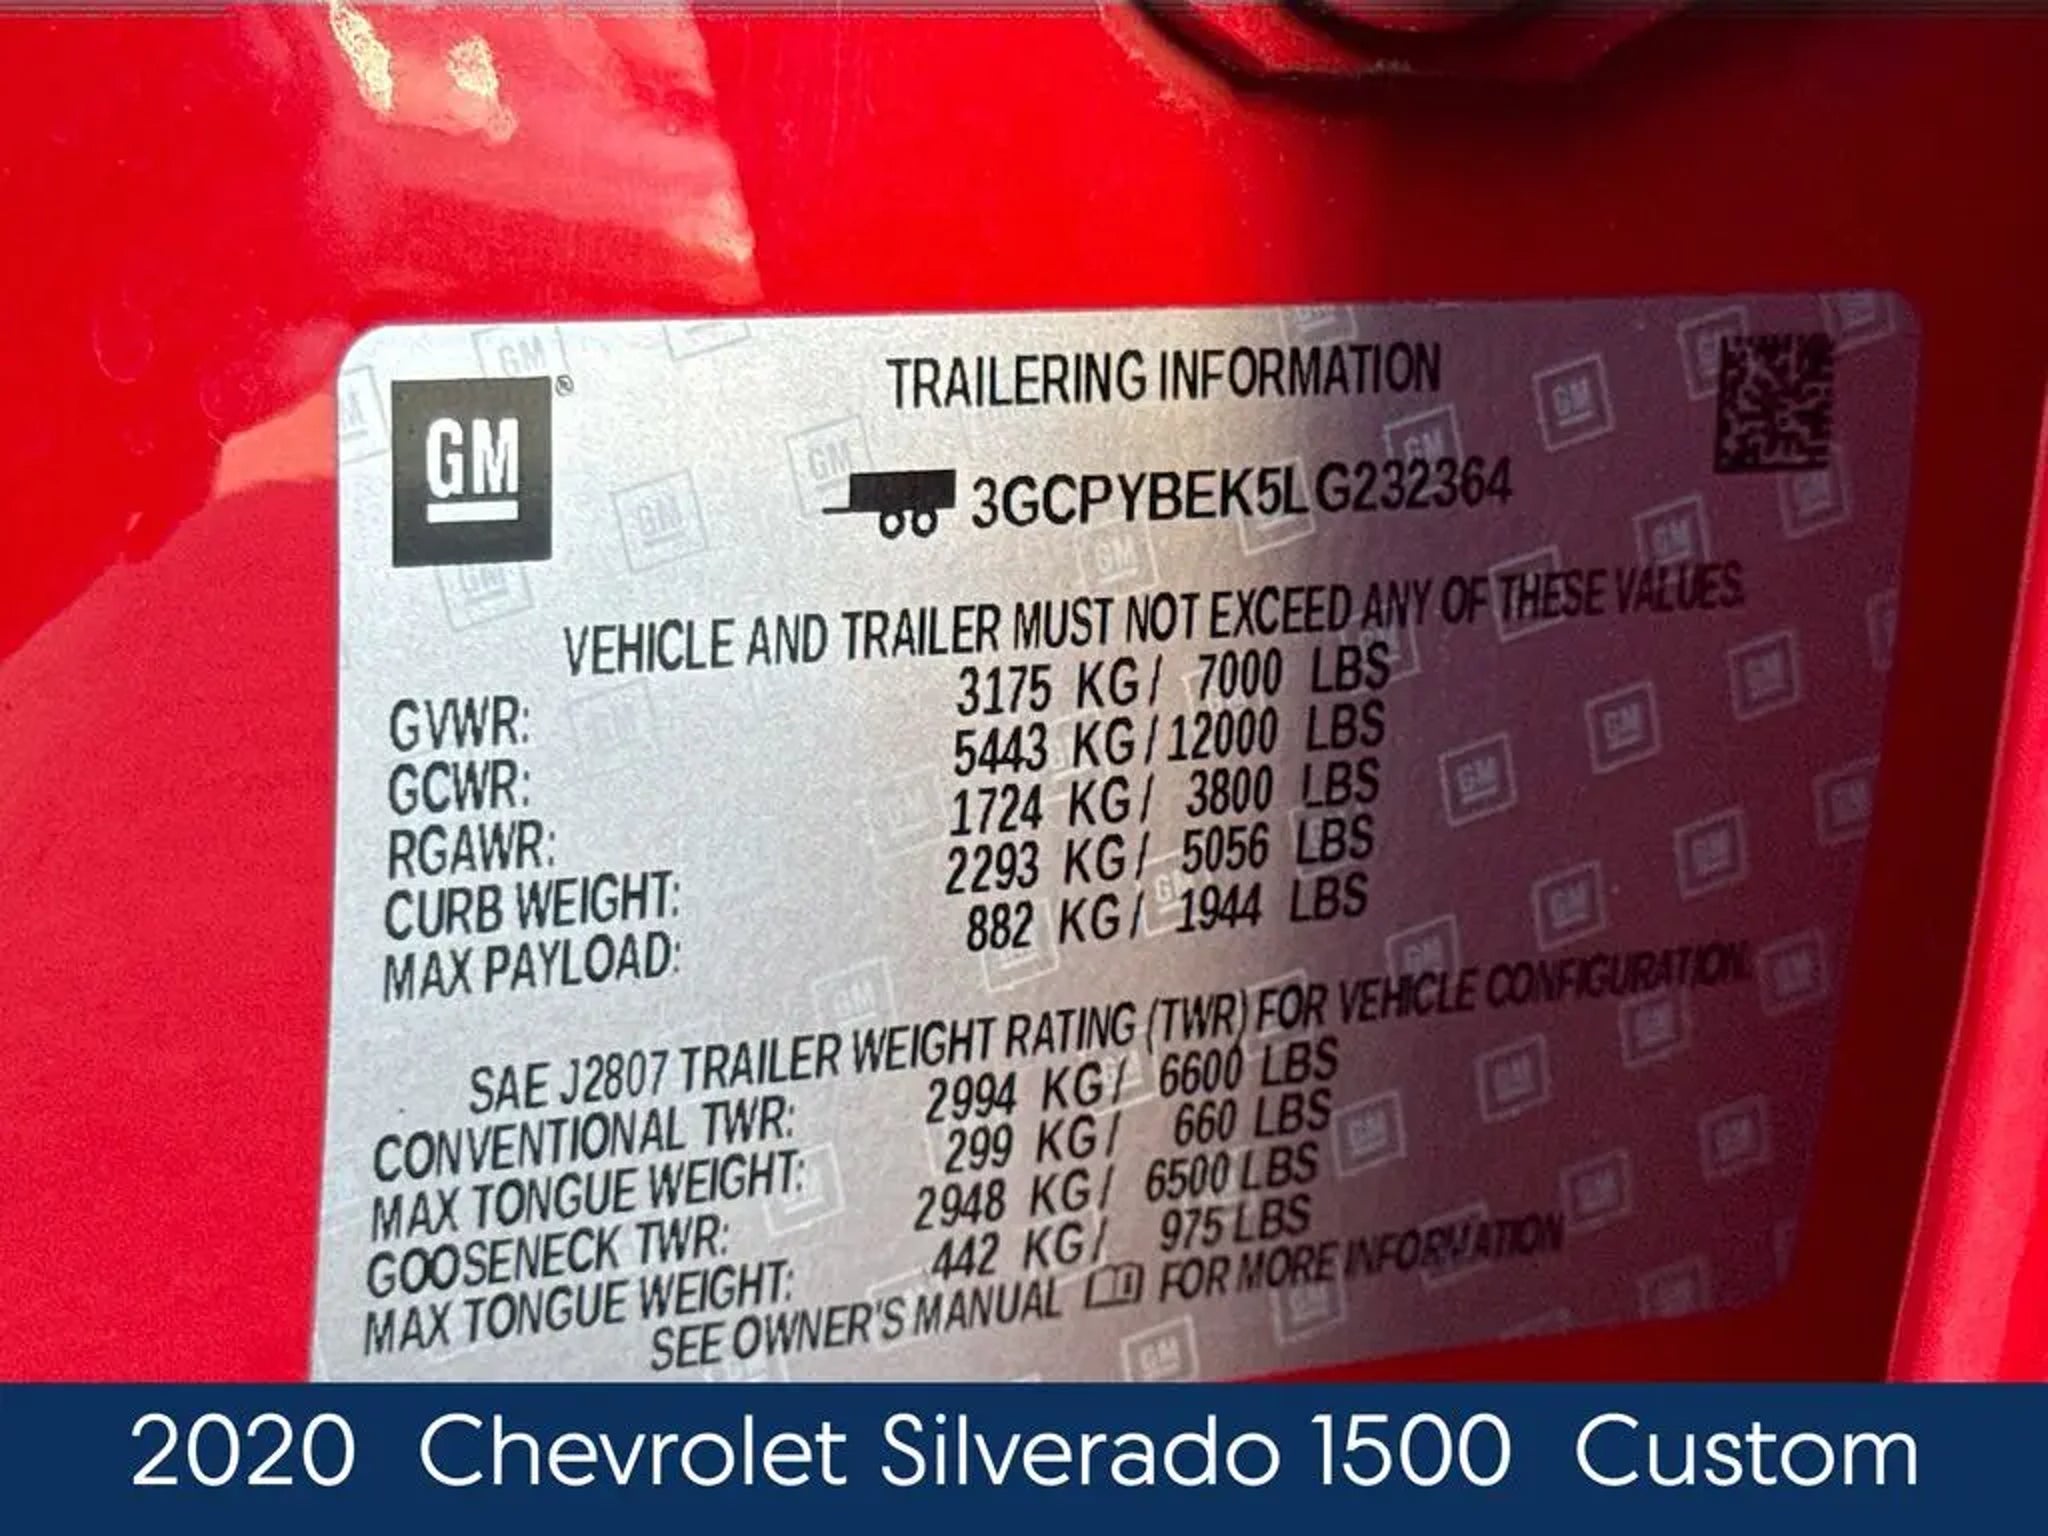 GM
TRAILERING INFORMATION
3GCPYBEK5LG232364
VEHICLE AND TRAILER MUST NOT EXCEED ANY OF THESE VALUES.
GVWR: 3175 KG/ 7000 LBS
GCWR: 5443 KG/12000 LBS
RGAWR: 1724 KG/ 3800 LBS
CURB WEIGHT: 2293 KG/ 5056 LBS
MAX PAYLOAD: 882 KG/ 1944 LBS
SAE J2807 TRAILER WEIGHT RATING (TWR) FOR VEHICLE CONFIGURATION.
CONVENTIONAL TWR: 2994 KG/ 6600 LBS
MAX TONGUE WEIGHT: 299 KG/ 660 LBS
GOOSENECK TWR: 2948 KG/ 6500 LBS
MAX TONGUE WEIGHT: 442 KG/ 975 LBS
SEE OWNER'S MANUAL FOR MORE INFORMATION
2020 Chevrolet Silverado 1500 Custom